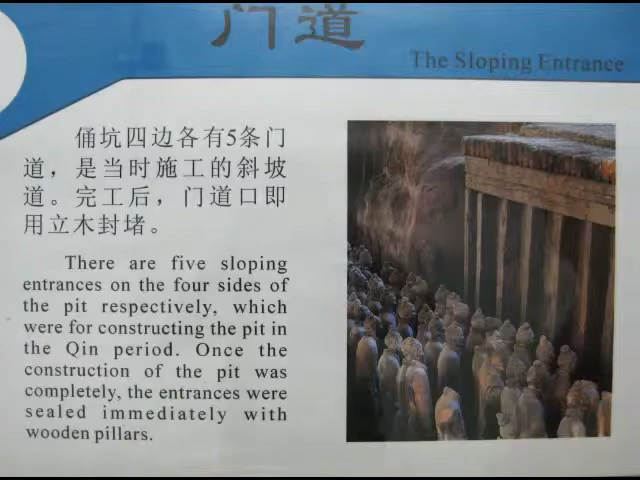 门道
The Sloping Entrance
俑坑四边各有5条门
道，是当时施工的斜坡
道。完工后，门道口即
用立木封堵。
There are five sloping
entrances on the four sides of
the pit respectively, which
were for constructing the pit in
the Qin period. Once the
construction of the pit was
completely, the entrances were
sealed immediately with
wooden pillars.